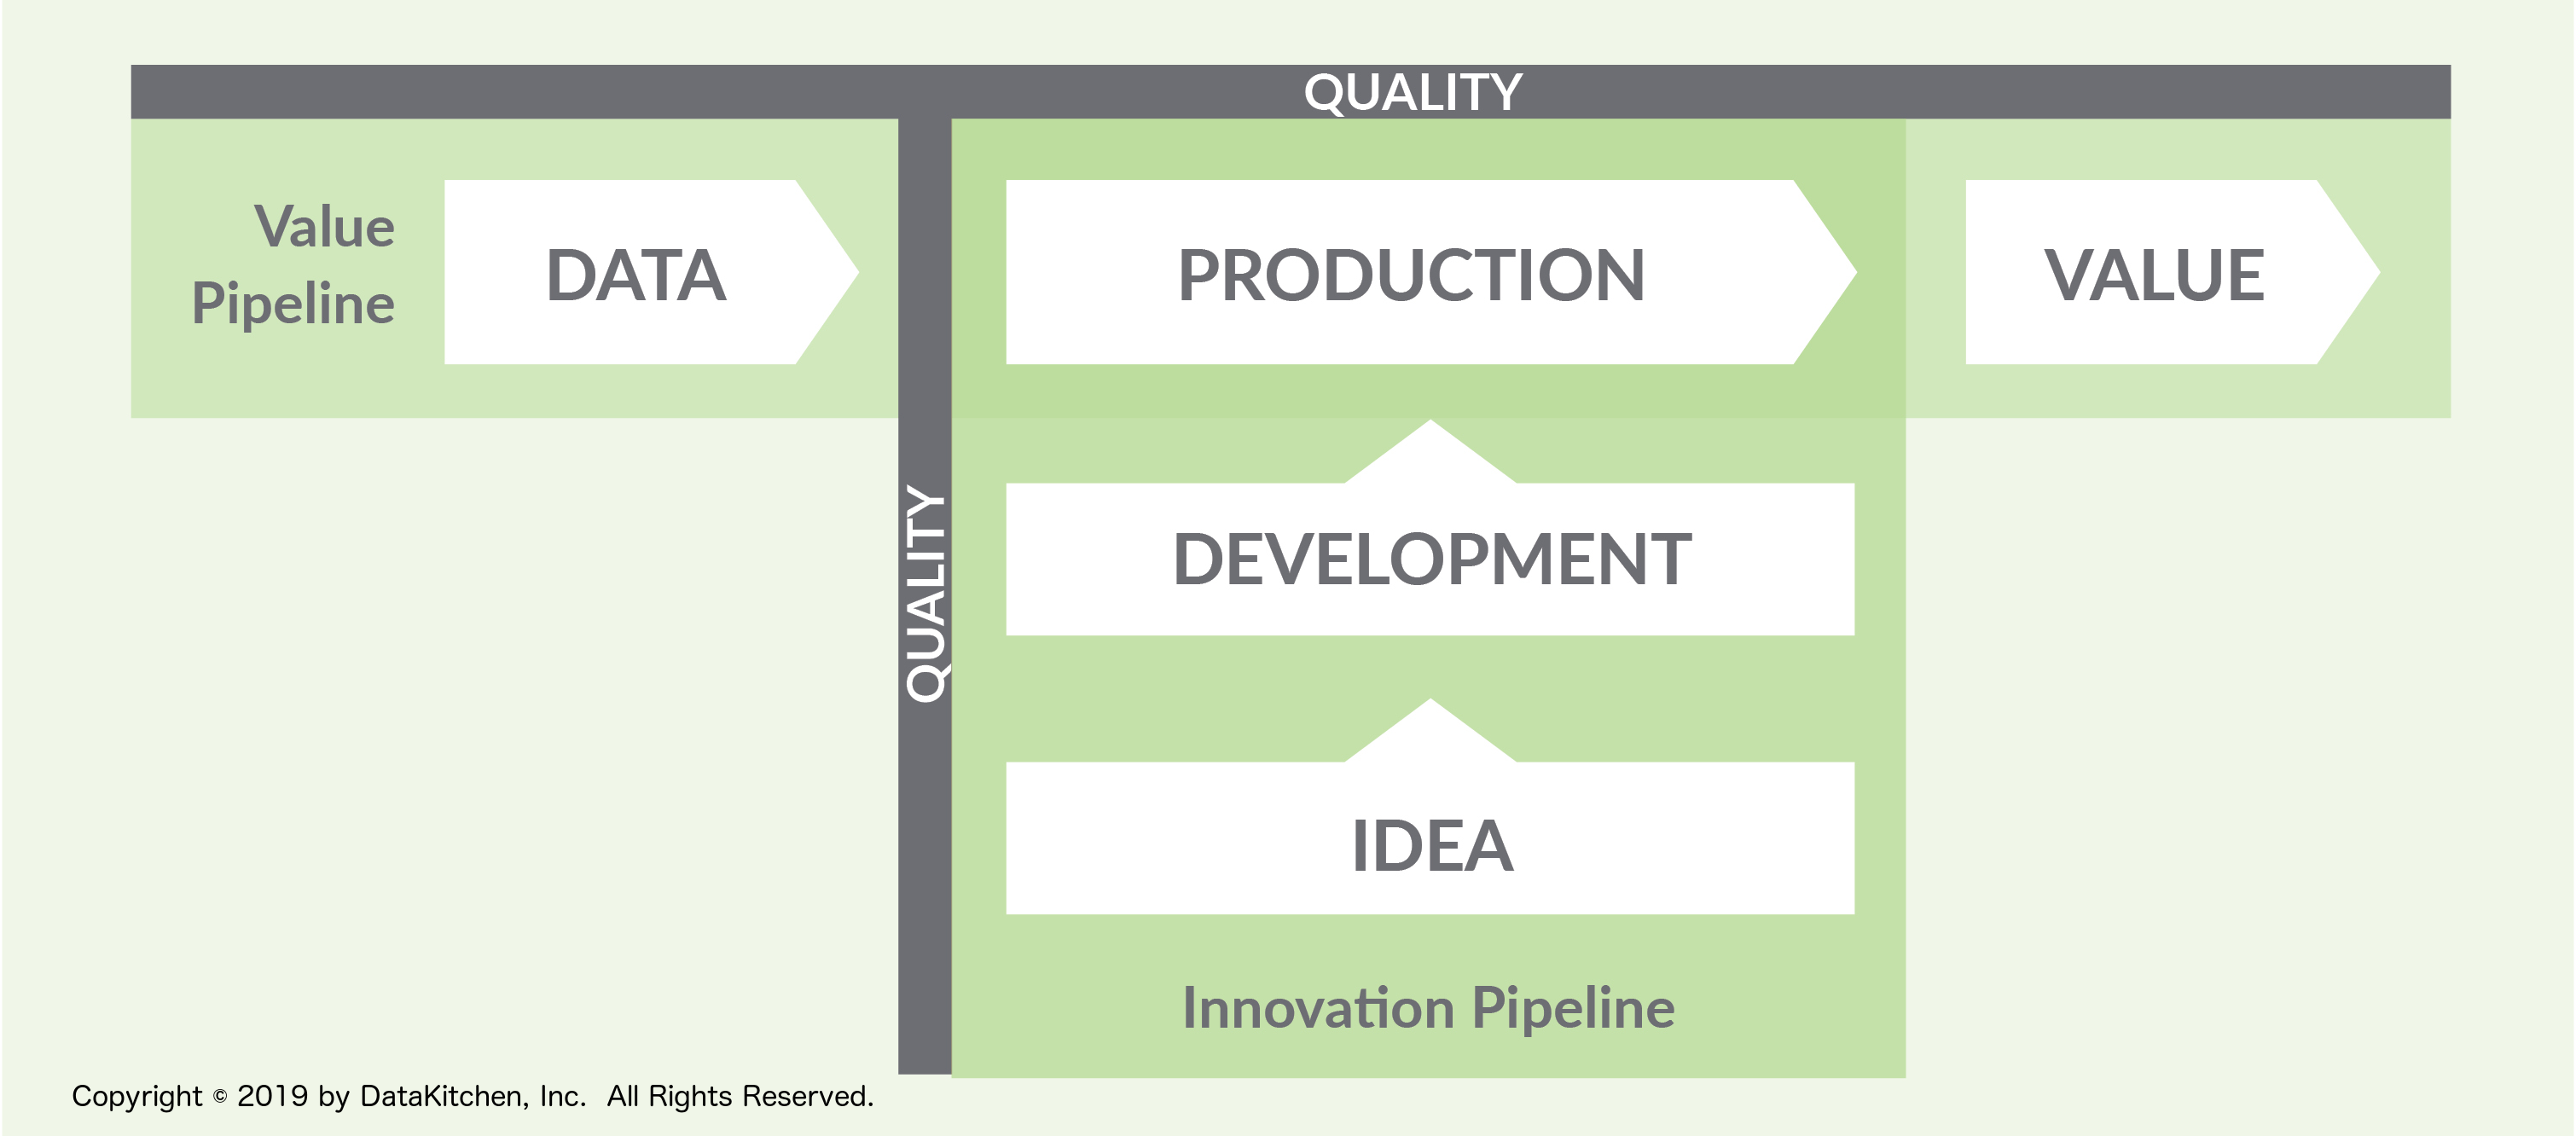 QUALITY
Value
Pipeline
DATA
PRODUCTION
VALUE
QUALITY
DEVELOPMENT
IDEA
Innovation Pipeline
Copyright © 2019 by DataKitchen, Inc.  All Rights Reserved.